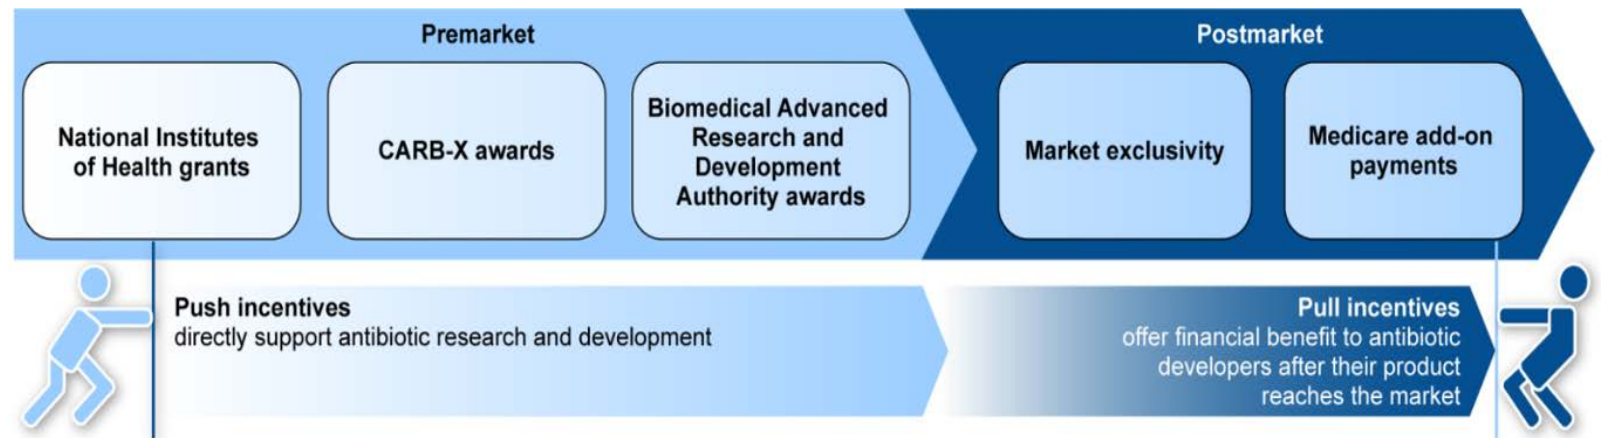 Premarket
Postmarket
National Institutes
of Health grants
CARB-X awards
Biomedical Advanced
Research and
Development
Authority awards
Market exclusivity
Medicare add-on
payments
Push incentives
directly support antibiotic research and development
Pull incentives
offer financial benefit to antibiotic
developers after their product
reaches the market